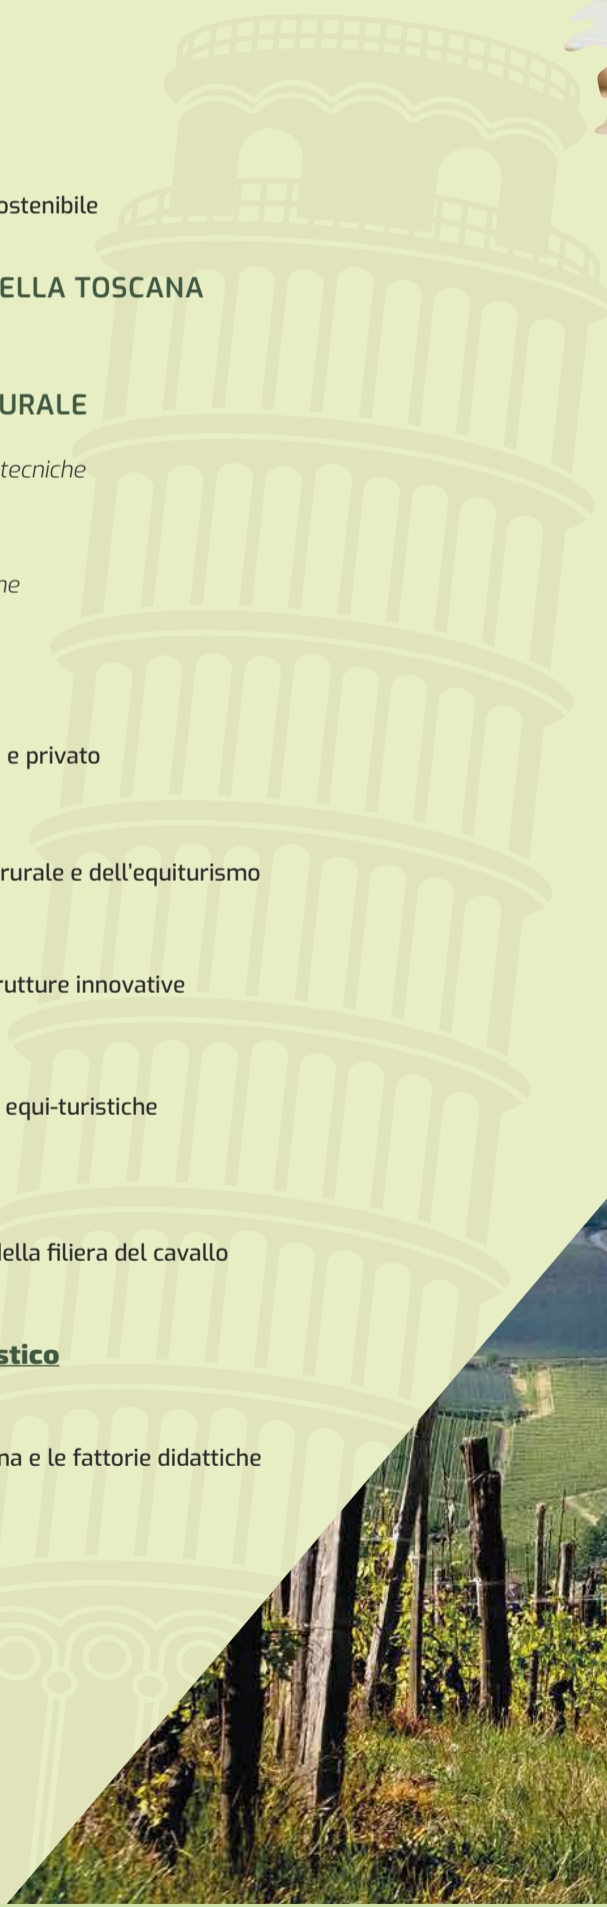 ostenibile
ELLA TOSCANA
URALE
tecniche
ne
e privato
rurale e dell'equiturismo
rutture innovative
equi-turistiche
della filiera del cavallo
stico
na e le fattorie didattiche